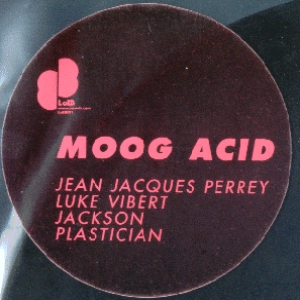 LoEB
MOOG ACID
JEAN JACQUES PERREY
LUKE VIBERT
JACKSON
PLASTICIAN